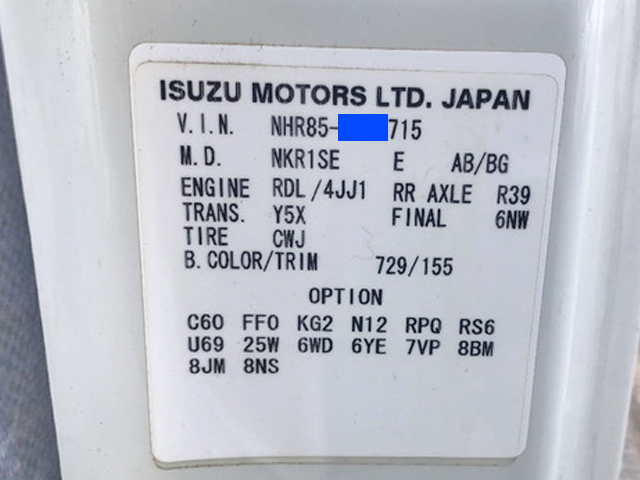 ISUZU MOTORS LTD. JAPAN
V.I.N. NHR85- 715
M.D. NKR1SE E AB/BG
ENGINE RDL/4JJ1 RR AXLE R39
TRANS. Y5X FINAL 6NW
TIRE CWJ
B.COLOR/TRIM 729/155
OPTION
C60 FF0 KG2 N12 RPQ RS6
U69 25W 6WD 6YE 7VP 8BM
8JM 8NS